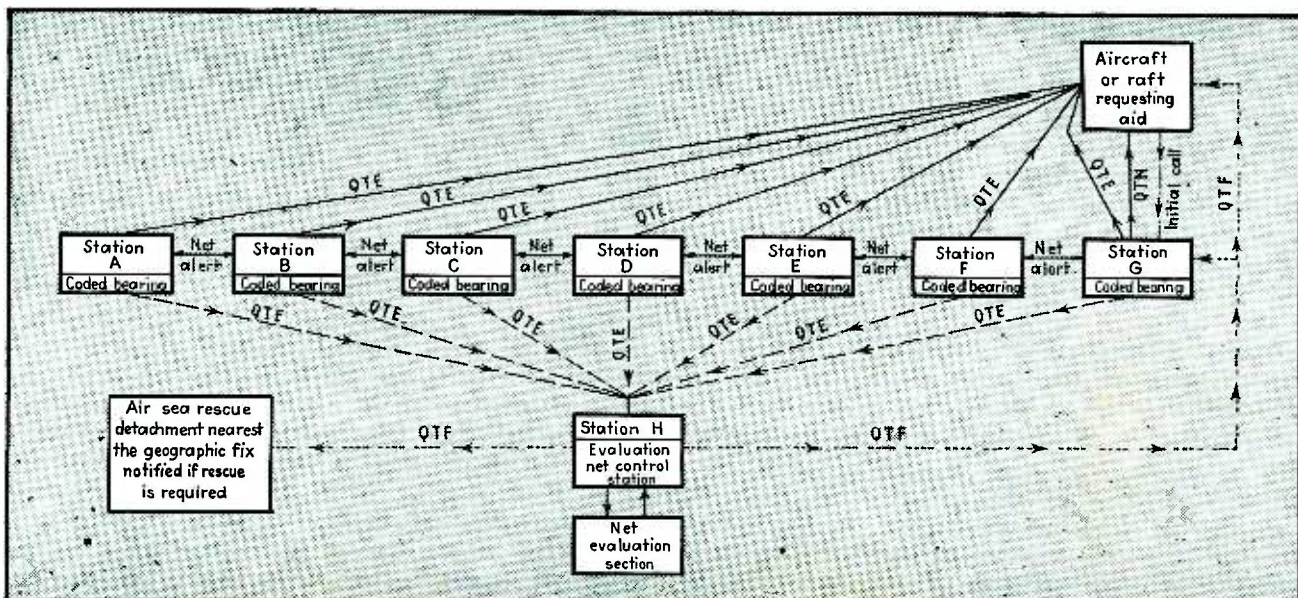 Aircraft
or raft
requesting
aid
QTE
QTE
QTE
QTE
QTE
QTE
QTE
QTN
Initial call
QTF
Station
A
Coded bearing
Net
alert
Station
B
Coded bearing
Net
alert
Station
C
Coded bearing
Net
alert
Station
D
Coded bearing
Net
alert
Station
E
Coded bearing
Net
alert
Station
F
Coded bearing
Net
alert
Station
G
Coded bearing
QTE
QTE
QTE
QTE
QTE
QTE
QTE
Air sea rescue
detachment nearest
the geographic fix
notified if rescue
is required
QTF
Station H
Evaluation
net control
station
QTF
Net
evaluation
section